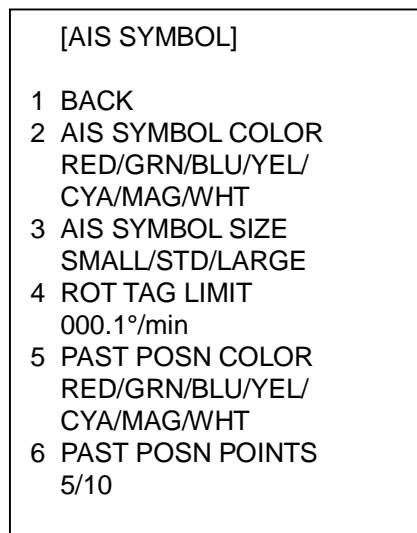 [AIS SYMBOL]
1 BACK
2 AIS SYMBOL COLOR
RED/GRN/BLU/YEL/
CYA/MAG/WHT
3 AIS SYMBOL SIZE
SMALL/STD/LARGE
4 ROT TAG LIMIT
000.1°/min
5 PAST POSN COLOR
RED/GRN/BLU/YEL/
CYA/MAG/WHT
6 PAST POSN POINTS
5/10